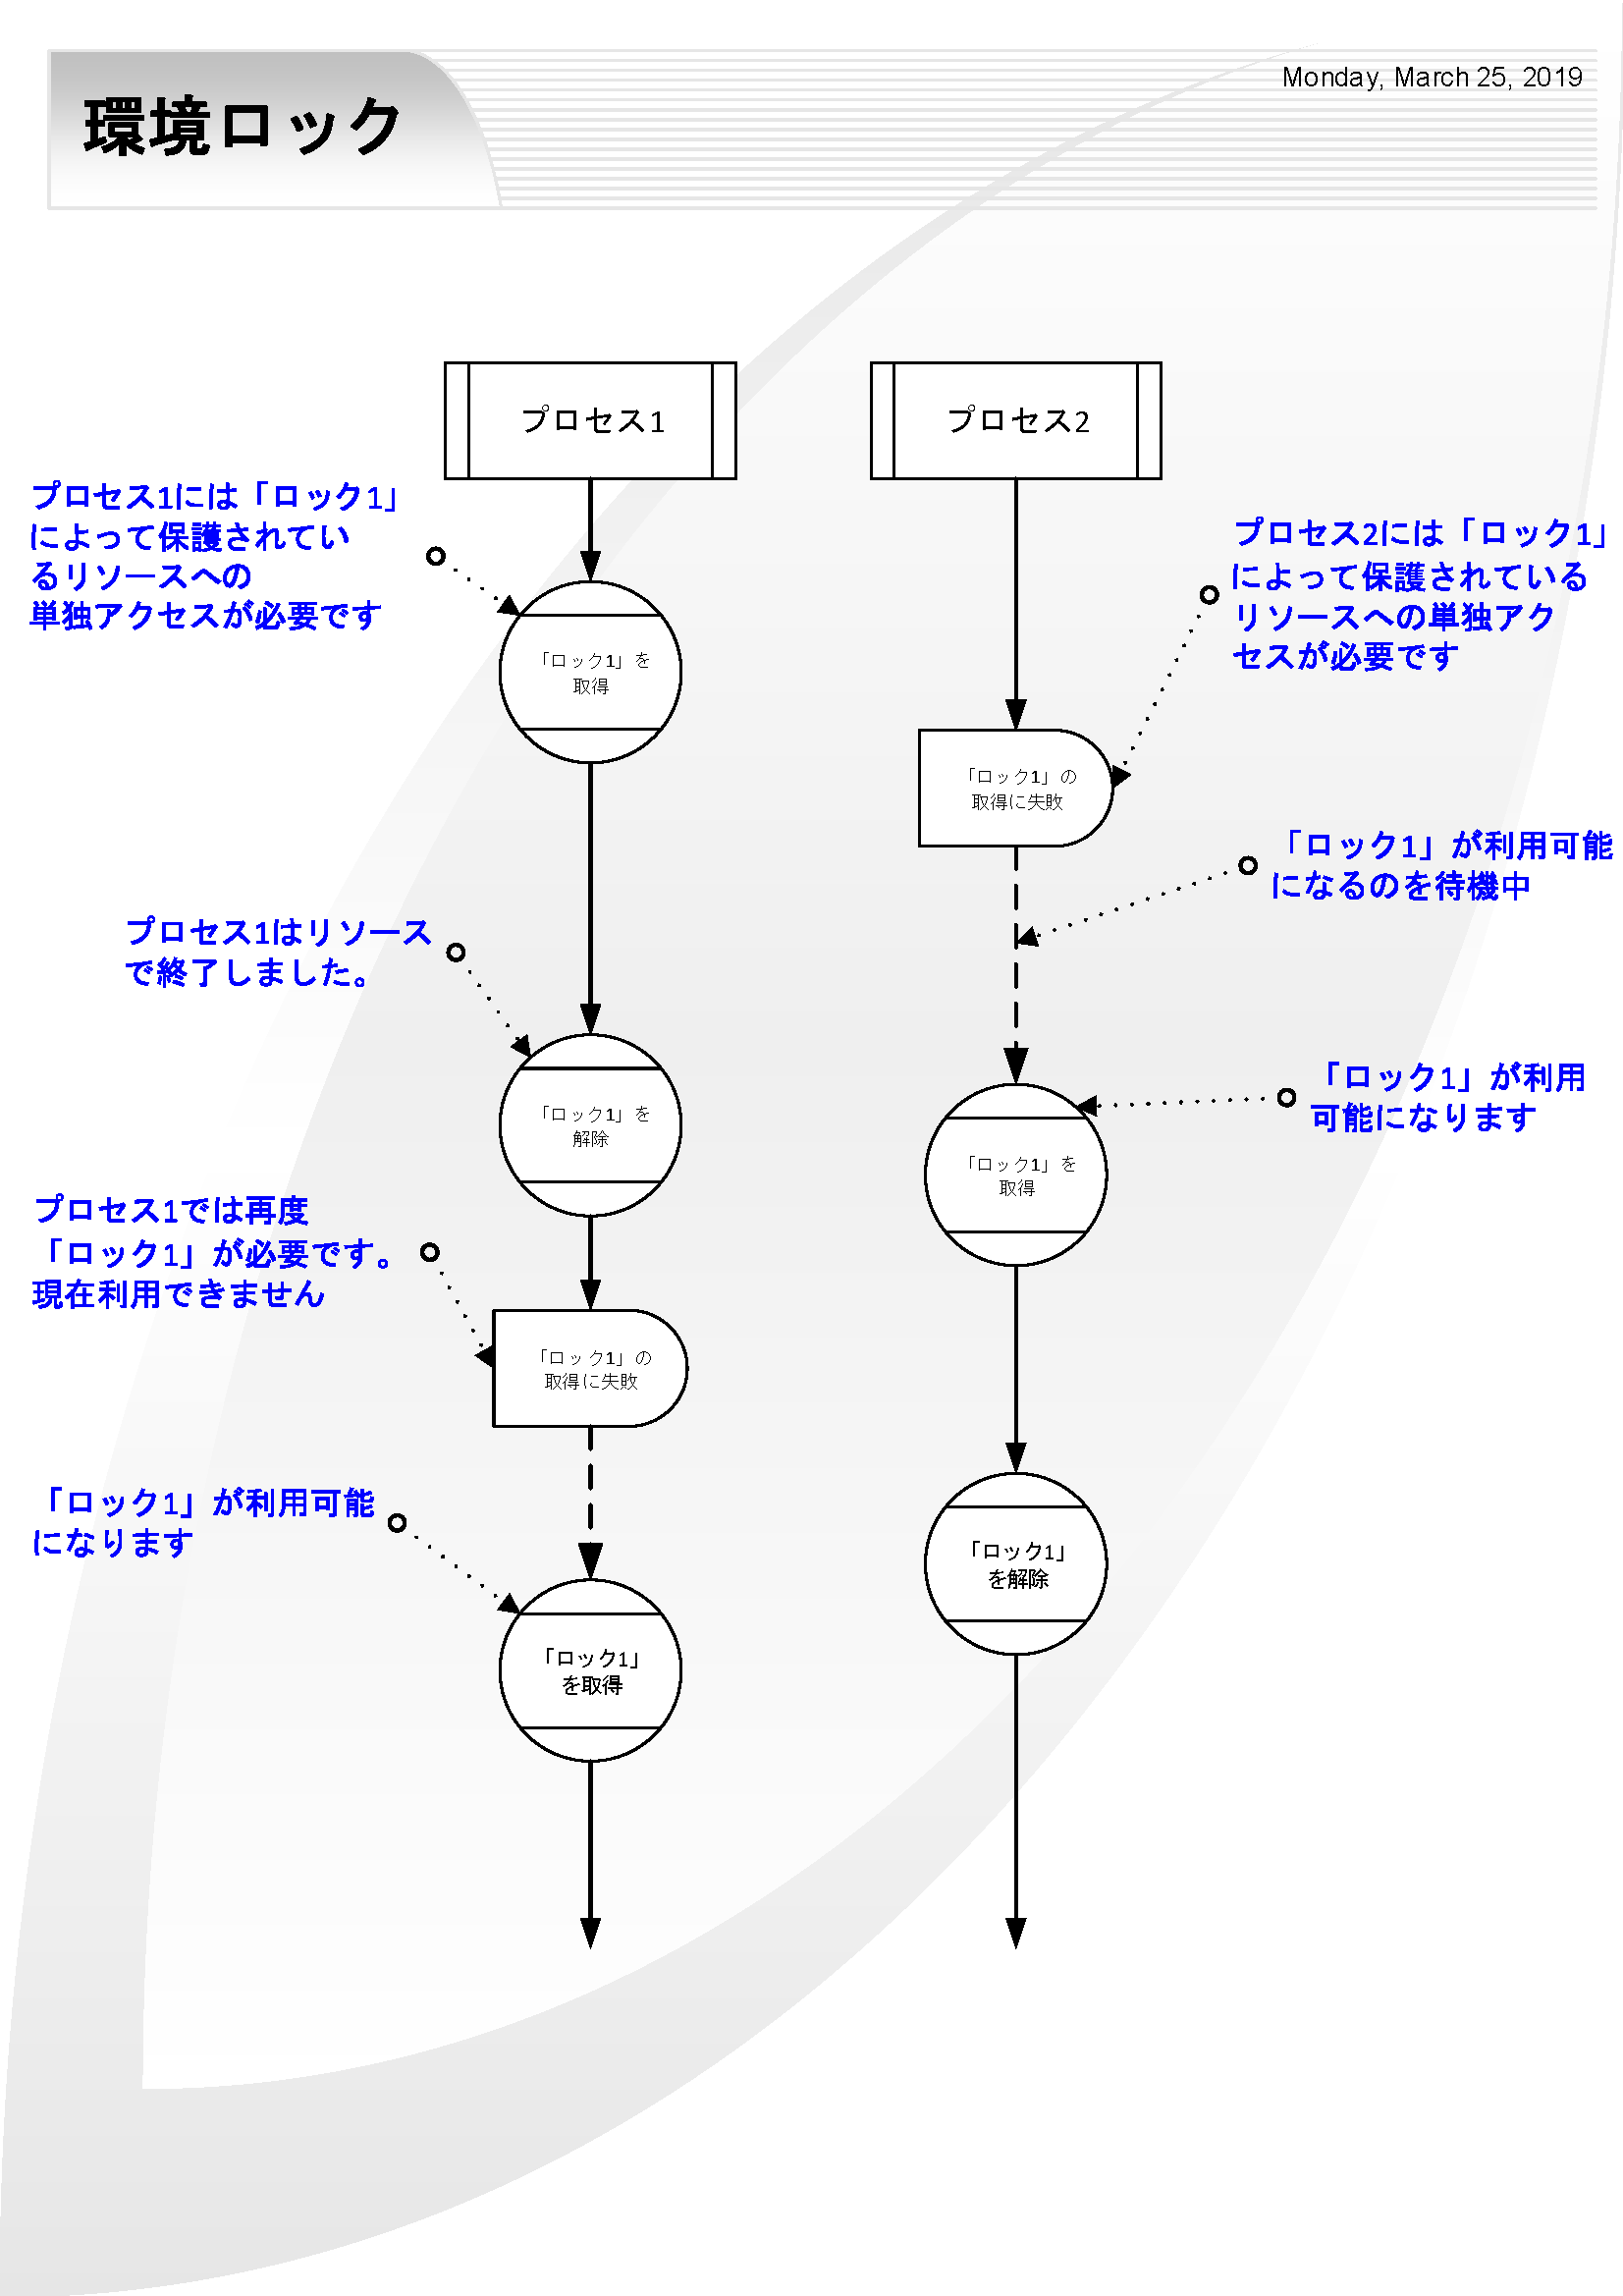 Monday, March 25, 2019
環境ロック
プロセス1
プロセス2
プロセス1には「ロック1」
によって保護されてい
るリソースへの
単独アクセスが必要です
プロセス2には「ロック1」
によって保護されている
リソースへの単独アク
セスが必要です
「ロック1」を
取得
「ロック1」の
取得に失敗
「ロック1」が利用可能
になるのを待機中
プロセス1はリソース
で終了しました。
「ロック1」を
解除
「ロック1」が利用
可能になります
「ロック1」を
取得
プロセス1では再度
「ロック1」が必要です。
現在利用できません
「ロック1」の
取得に失敗
「ロック1」が利用可能
になります
「ロック1」
を解除
「ロック1」
を取得